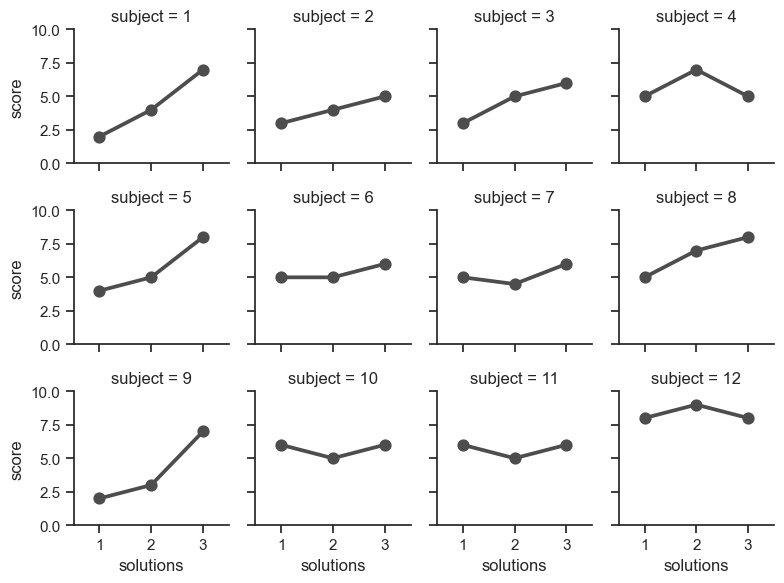 subject = 1 subject = 2 subject = 3 subject = 4
10.0
7.5
5.0
2.5
0.0
score
subject = 5 subject = 6 subject = 7 subject = 8
10.0
7.5
5.0
2.5
0.0
score
subject = 9 subject = 10 subject = 11 subject = 12
10.0
7.5
5.0
2.5
0.0
score
1 2 3 1 2 3 1 2 3 1 2 3
solutions solutions solutions solutions